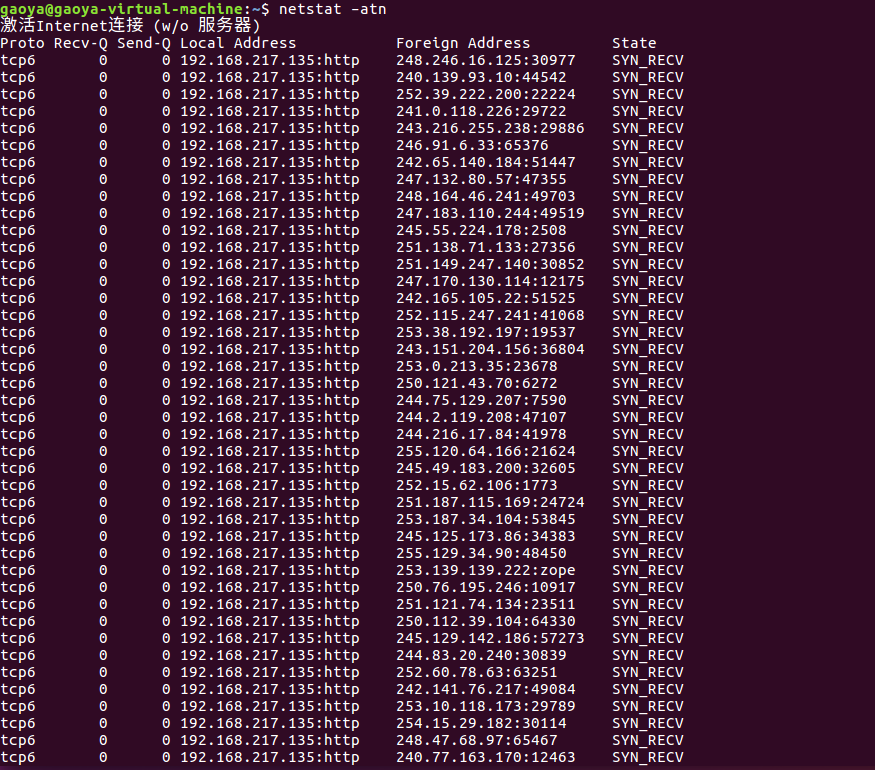 gaoya@gaoya-virtual-machine:~$ netstat -atn
激活Internet连接 (w/o 服务器)
Proto Recv-Q Send-Q Local Address           Foreign Address         State
tcp6       0      0 192.168.217.135:http    248.246.16.125:30977    SYN_RECV
tcp6       0      0 192.168.217.135:http    240.139.93.10:44542     SYN_RECV
tcp6       0      0 192.168.217.135:http    252.39.222.200:22224    SYN_RECV
tcp6       0      0 192.168.217.135:http    241.0.118.226:29722     SYN_RECV
tcp6       0      0 192.168.217.135:http    243.216.255.238:29886   SYN_RECV
tcp6       0      0 192.168.217.135:http    246.91.6.33:65376       SYN_RECV
tcp6       0      0 192.168.217.135:http    242.65.140.184:51447    SYN_RECV
tcp6       0      0 192.168.217.135:http    247.132.80.57:47355     SYN_RECV
tcp6       0      0 192.168.217.135:http    248.164.46.241:49703    SYN_RECV
tcp6       0      0 192.168.217.135:http    247.183.110.244:49519   SYN_RECV
tcp6       0      0 192.168.217.135:http    245.55.224.178:2508     SYN_RECV
tcp6       0      0 192.168.217.135:http    251.138.71.133:27356    SYN_RECV
tcp6       0      0 192.168.217.135:http    251.149.247.140:30852   SYN_RECV
tcp6       0      0 192.168.217.135:http    247.170.130.114:12175   SYN_RECV
tcp6       0      0 192.168.217.135:http    242.165.105.22:51525    SYN_RECV
tcp6       0      0 192.168.217.135:http    252.115.247.241:41068   SYN_RECV
tcp6       0      0 192.168.217.135:http    253.38.192.197:19537    SYN_RECV
tcp6       0      0 192.168.217.135:http    243.151.204.156:36804   SYN_RECV
tcp6       0      0 192.168.217.135:http    253.0.213.35:23678      SYN_RECV
tcp6       0      0 192.168.217.135:http    250.121.43.70:6272      SYN_RECV
tcp6       0      0 192.168.217.135:http    244.75.129.207:7590     SYN_RECV
tcp6       0      0 192.168.217.135:http    244.2.119.208:47107     SYN_RECV
tcp6       0      0 192.168.217.135:http    244.216.17.84:41978     SYN_RECV
tcp6       0      0 192.168.217.135:http    255.120.64.166:21624    SYN_RECV
tcp6       0      0 192.168.217.135:http    245.49.183.200:32605    SYN_RECV
tcp6       0      0 192.168.217.135:http    252.15.62.106:1773      SYN_RECV
tcp6       0      0 192.168.217.135:http    251.187.115.169:24724   SYN_RECV
tcp6       0      0 192.168.217.135:http    253.187.34.104:53845    SYN_RECV
tcp6       0      0 192.168.217.135:http    245.125.173.86:34383    SYN_RECV
tcp6       0      0 192.168.217.135:http    255.129.34.90:48450     SYN_RECV
tcp6       0      0 192.168.217.135:http    253.139.139.222:zope    SYN_RECV
tcp6       0      0 192.168.217.135:http    250.76.195.246:10917    SYN_RECV
tcp6       0      0 192.168.217.135:http    251.121.74.134:23511    SYN_RECV
tcp6       0      0 192.168.217.135:http    250.112.39.104:64330    SYN_RECV
tcp6       0      0 192.168.217.135:http    245.129.142.186:57273   SYN_RECV
tcp6       0      0 192.168.217.135:http    244.83.20.240:30839     SYN_RECV
tcp6       0      0 192.168.217.135:http    252.60.78.63:63251      SYN_RECV
tcp6       0      0 192.168.217.135:http    242.141.76.217:49084    SYN_RECV
tcp6       0      0 192.168.217.135:http    253.10.118.173:29789    SYN_RECV
tcp6       0      0 192.168.217.135:http    254.15.29.182:30114     SYN_RECV
tcp6       0      0 192.168.217.135:http    248.47.68.97:65467      SYN_RECV
tcp6       0      0 192.168.217.135:http    240.77.163.170:12463    SYN_RECV